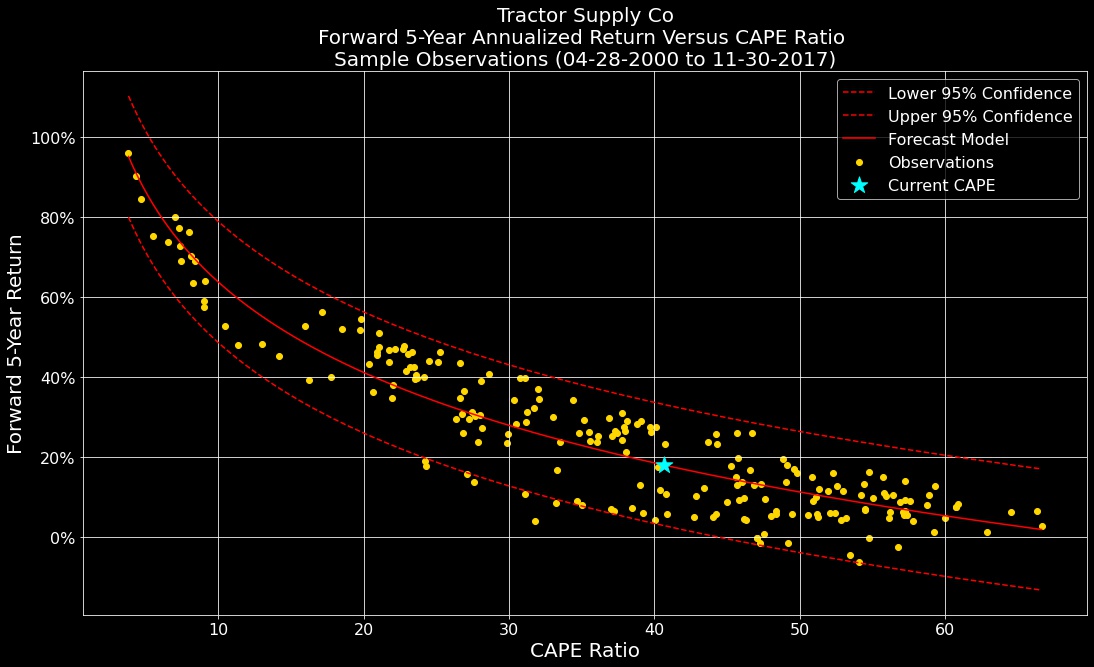 Tractor Supply Co
Forward 5-Year Annualized Return Versus CAPE Ratio
Sample Observations (04-28-2000 to 11-30-2017)
Lower 95% Confidence
Upper 95% Confidence
Forecast Model
Observations
Current CAPE
Forward 5-Year Return
100%
80%
60%
40%
20%
0%
10 20 30 40 50 60
CAPE Ratio